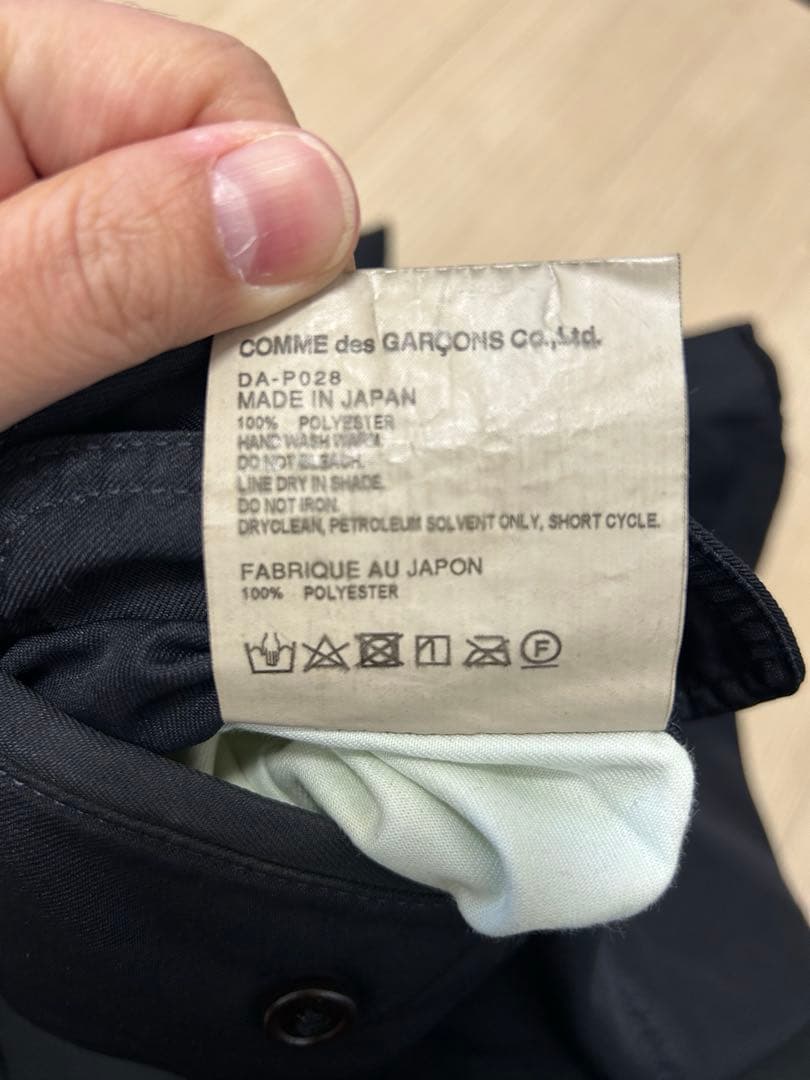 COMME des GARÇONS Co.,Ltd.
DA-P028
MADE IN JAPAN
100% POLYESTER
HAND WASH WARM.
DO NOT BLEACH.
LINE DRY IN SHADE.
DO NOT IRON.
DRYCLEAN, PETROLEUM SOLVENT ONLY, SHORT CYCLE.
FABRIQUE AU JAPON
100% POLYESTER
F